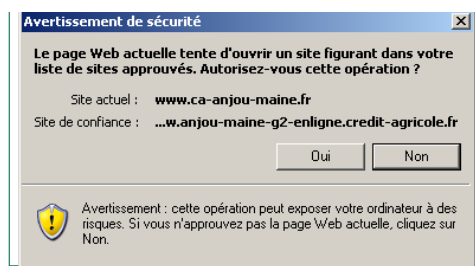 Avertissement de sécurité
Le page Web actuelle tente d'ouvrir un site figurant dans votre
liste de sites approuvés. Autorisez-vous cette opération ?
Site actuel : www.ca-anjou-maine.fr
Site de confiance : ...w.anjou-maine-g2-enligne.credit-agricole.fr
Oui Non
Avertissement : cette opération peut exposer votre ordinateur à des
risques. Si vous n'approuvez pas la page Web actuelle, cliquez sur
Non.